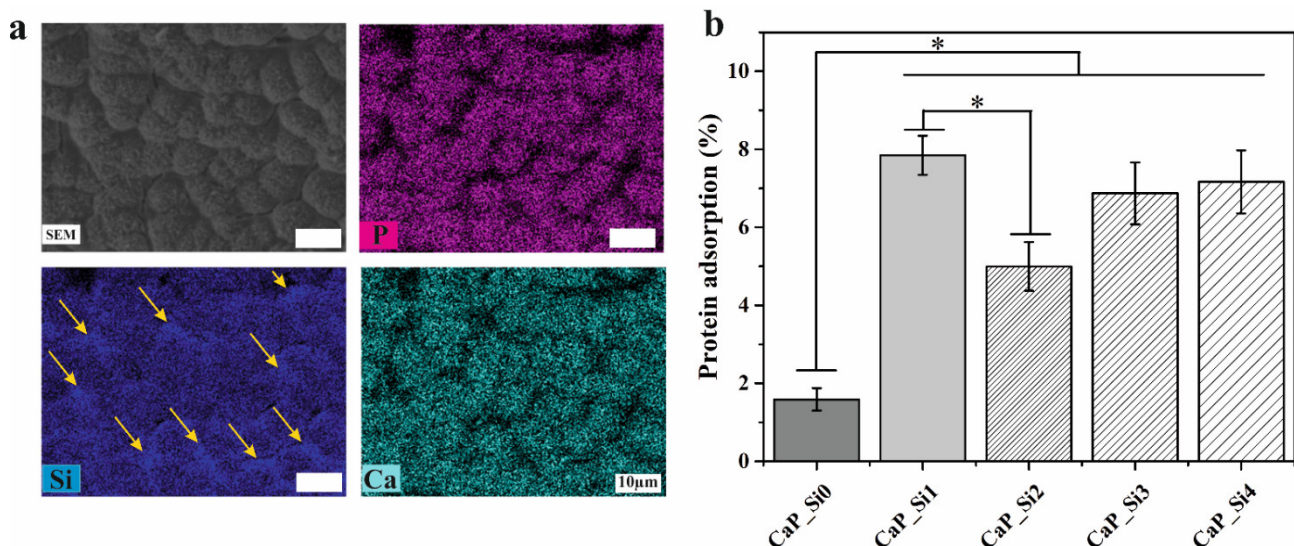 a
SEM
P
Si
Ca
10μm
b
Protein adsorption (%)
10
8
6
4
2
0
*
*
CaP_Si0
CaP_Si1
CaP_Si2
CaP_Si3
CaP_Si4